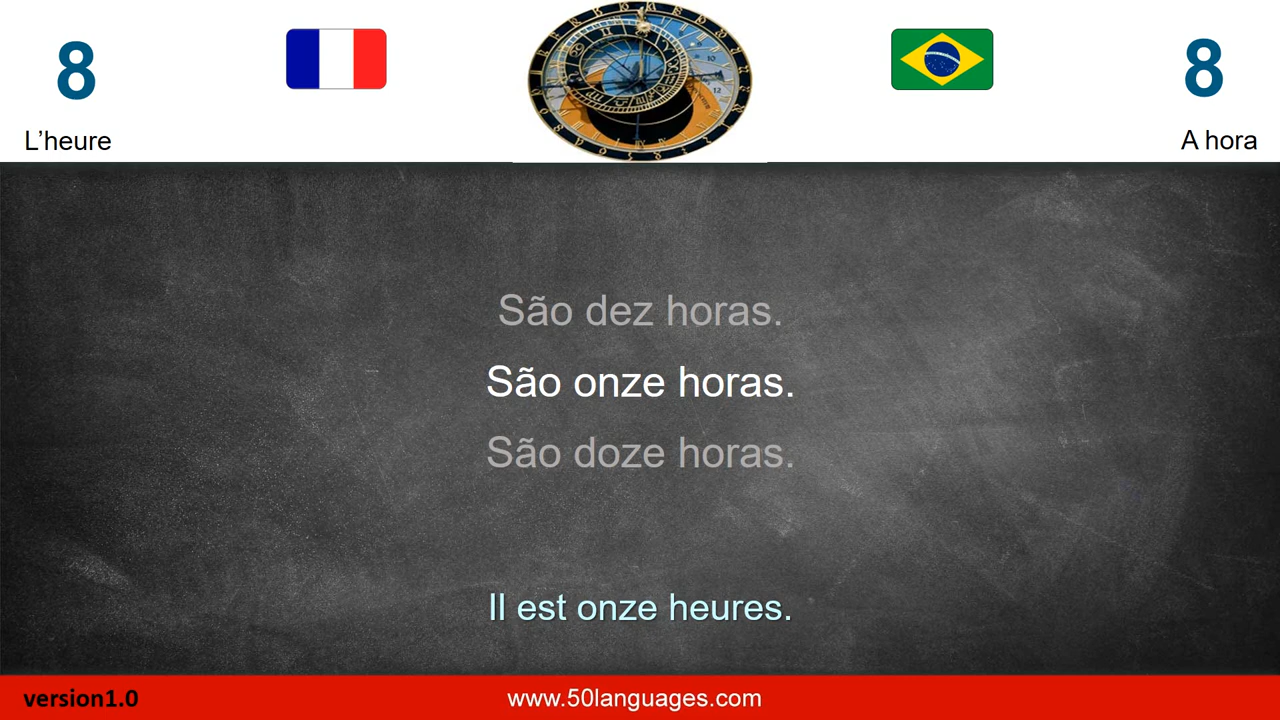 8
8
L’heure
A hora
São dez horas.
São onze horas.
São doze horas.
Il est onze heures.
version1.0
www.50languages.com